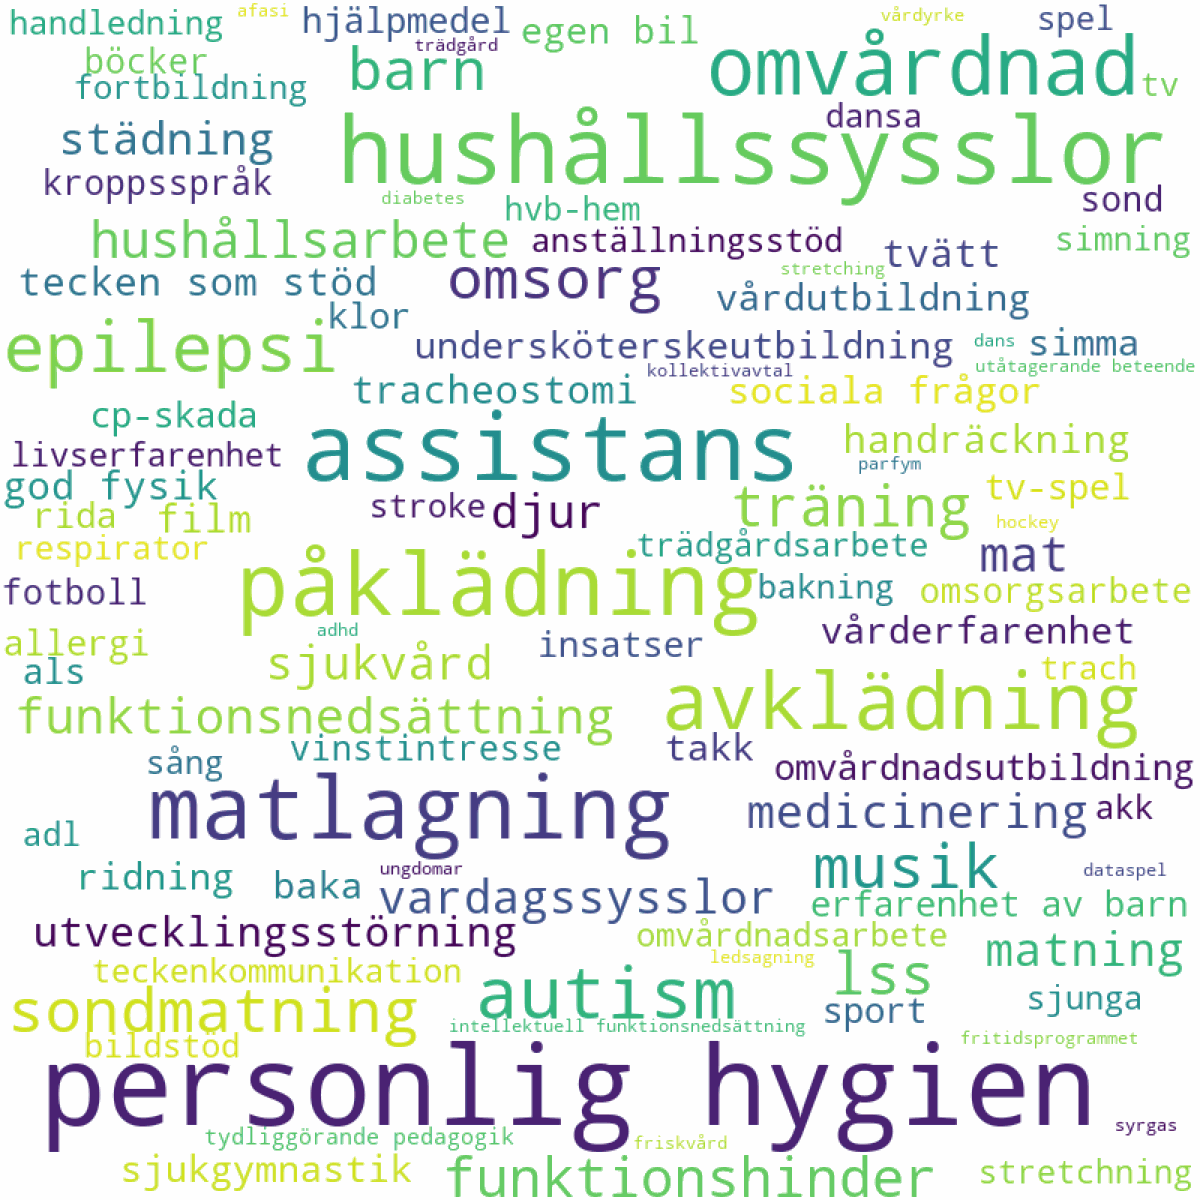 handledning
afasi
hjälpmedel
egen bil
vårdyrke
spel
trädgård
böcker
barn
omvårdnad
fortbildning
tv
städning
hushållssysslor
dansa
kroppsspråk
diabetes
hvb-hem
sond
hushållsarbete
anställningsstöd
tvätt
simning
tecken som stöd
omsorg
stretching
vårdutbildning
klor
epilepsi
undersköterskeutbildning
dans
simma
kollektivavtal
utåtagerande beteende
tracheostomi
sociala frågor
cp-skada
assistans
handräckning
livserfarenhet
parfym
god fysik
stroke
djur
träning
tv-spel
rida
film
hockey
respirator
trädgårdsarbete
mat
fotboll
påklädning
bakning
omsorgsarbete
allergi
adhd
insatser
vårderfarenhet
als
sjukvård
trach
funktionsnedsättning
avklädning
sång
vinstintresse
takk
omvårdnadsutbildning
matlagning
medicinering
akk
adl
ridning
baka
ungdomar
vardagssysslor
musik
dataspel
erfarenhet av barn
utvecklingsstörning
omvårdnadsarbete
matning
teckenkommunikation
ledsagning
lss
sondmatning
autism
sport
sjunga
bildstöd
intellektuell funktionsnedsättning
fritidsprogrammet
personlig hygien
syrgas
tydliggörande pedagogik
friskvård
sjukgymnastik
funktionshinder
stretchning